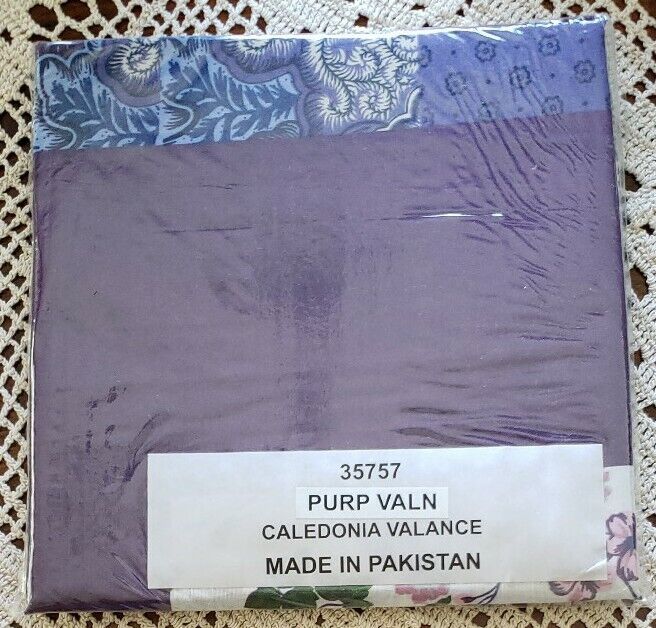 35757
PURP VALN
CALEDONIA VALANCE
MADE IN PAKISTAN